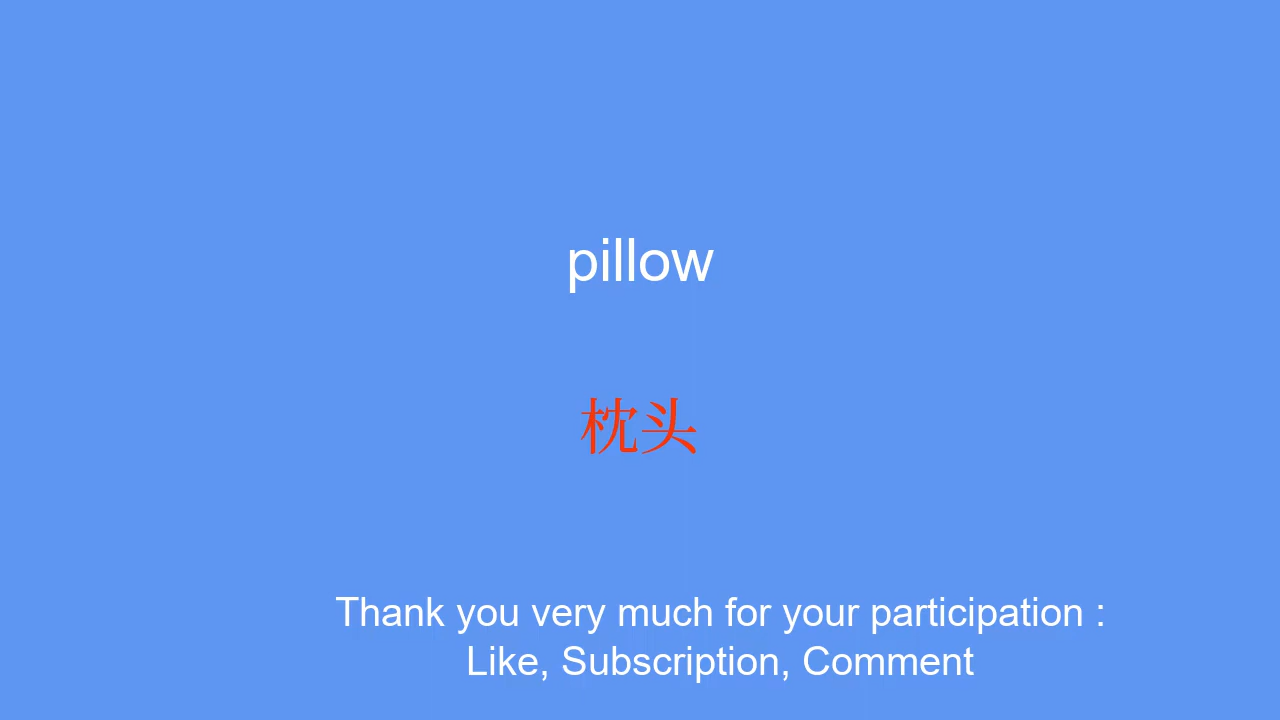 pillow
枕头
Thank you very much for your participation :
Like, Subscription, Comment